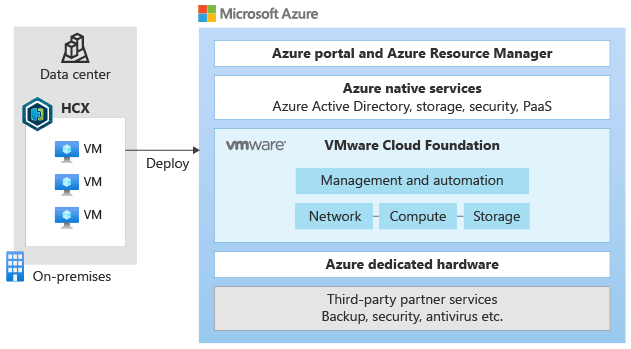 Microsoft Azure
Data center
HCX
VM
VM
VM
On-premises
Deploy
Azure portal and Azure Resource Manager
Azure native services
Azure Active Directory, storage, security, PaaS
vmware®
VMware Cloud Foundation
Management and automation
Network
Compute
Storage
Azure dedicated hardware
Third-party partner services
Backup, security, antivirus etc.